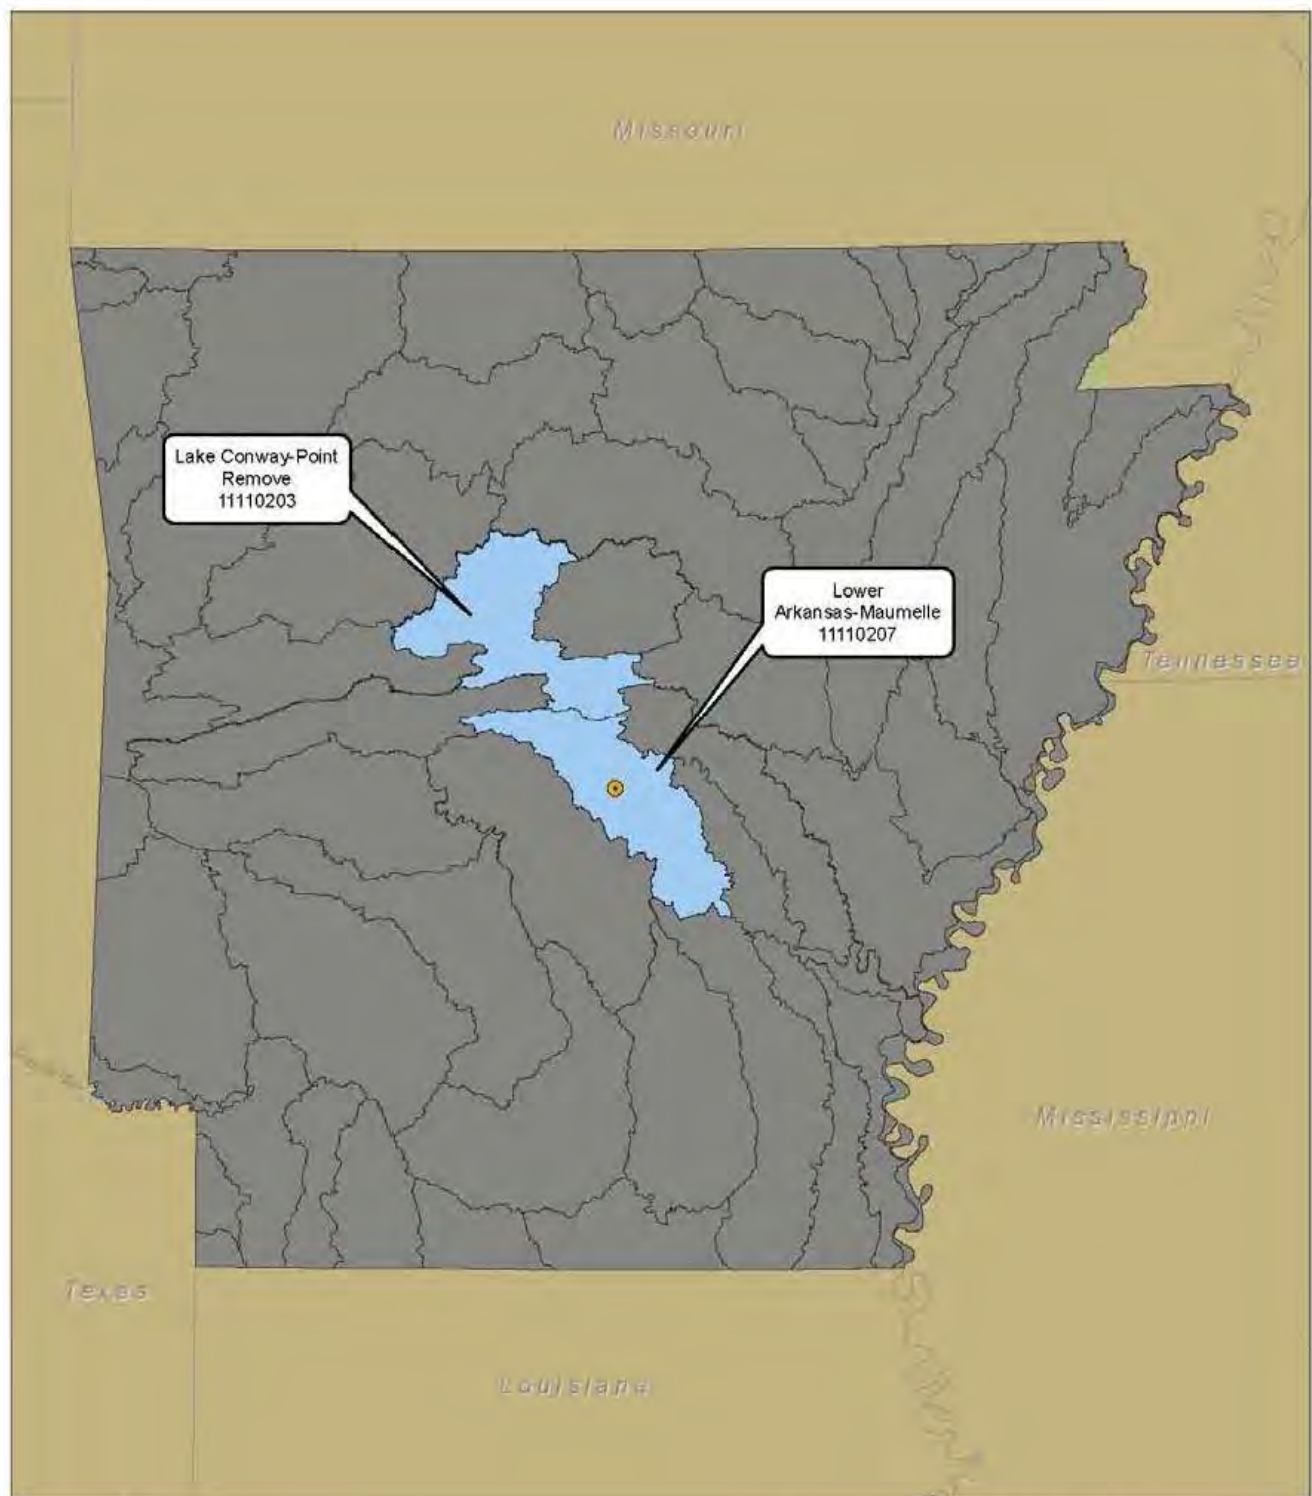 Missouri
Lake Conway-Point
Remove
11110203
Lower
Arkansas-Maumelle
11110207
Tennessee
Mississippi
Texas
Louisiana